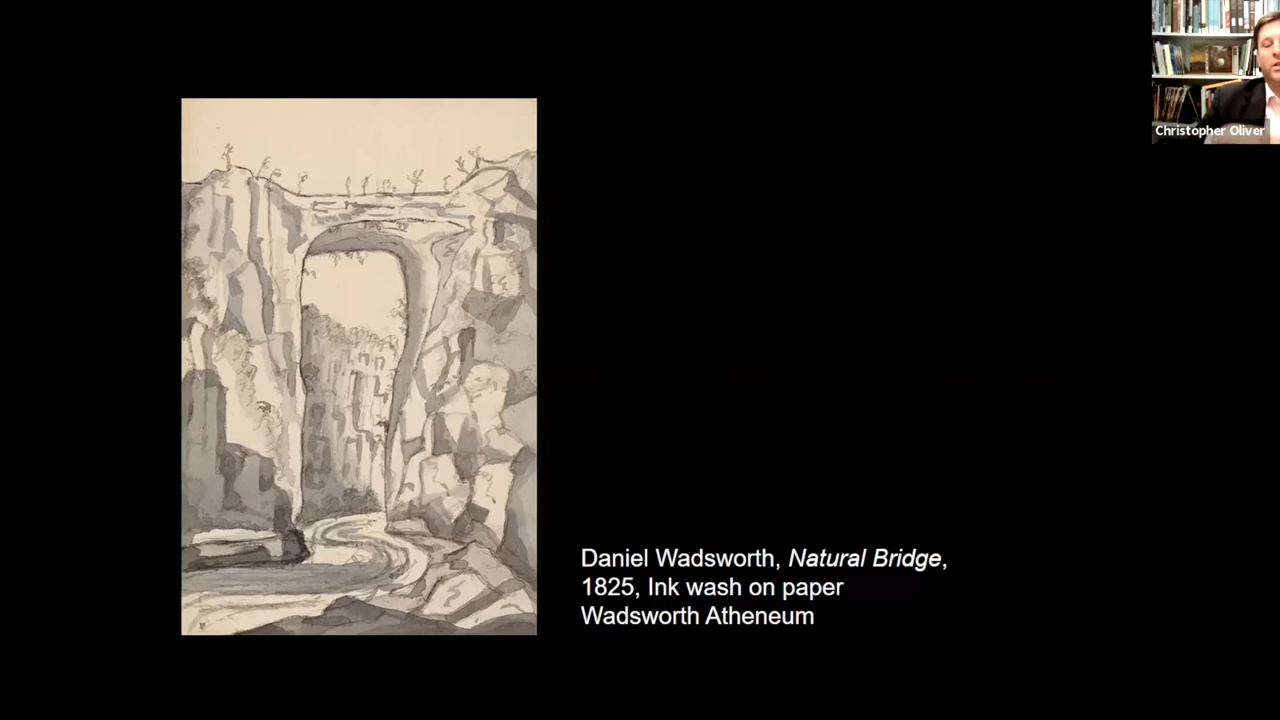 Christopher Oliver
Daniel Wadsworth, Natural Bridge,
1825, Ink wash on paper
Wadsworth Atheneum